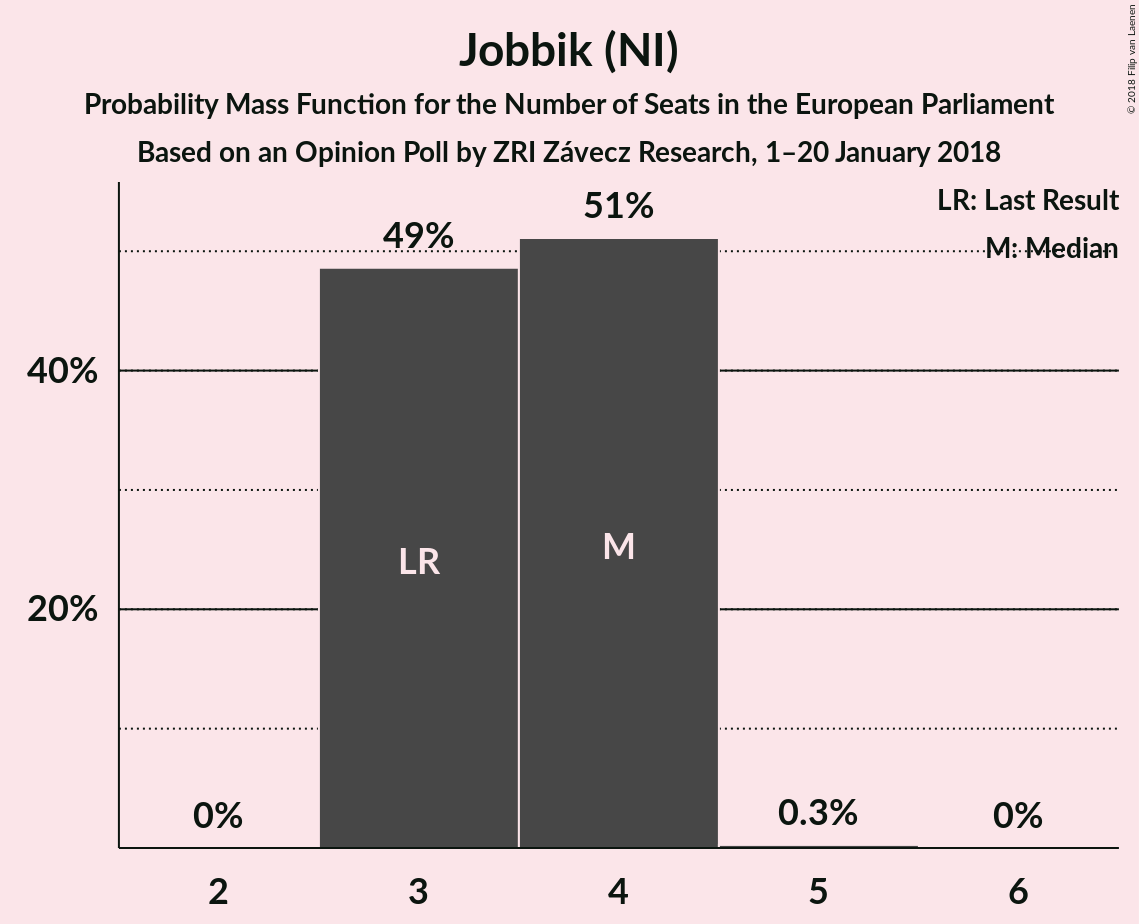 Jobbik (NI)
Probability Mass Function for the Number of Seats in the European Parliament
Based on an Opinion Poll by ZRI Závecz Research, 1–20 January 2018
© 2018 Filip van Laenen
LR: Last Result
M: Median
51%
49%
40%
LR
M
20%
0%
0.3%
0%
2
3
4
5
6